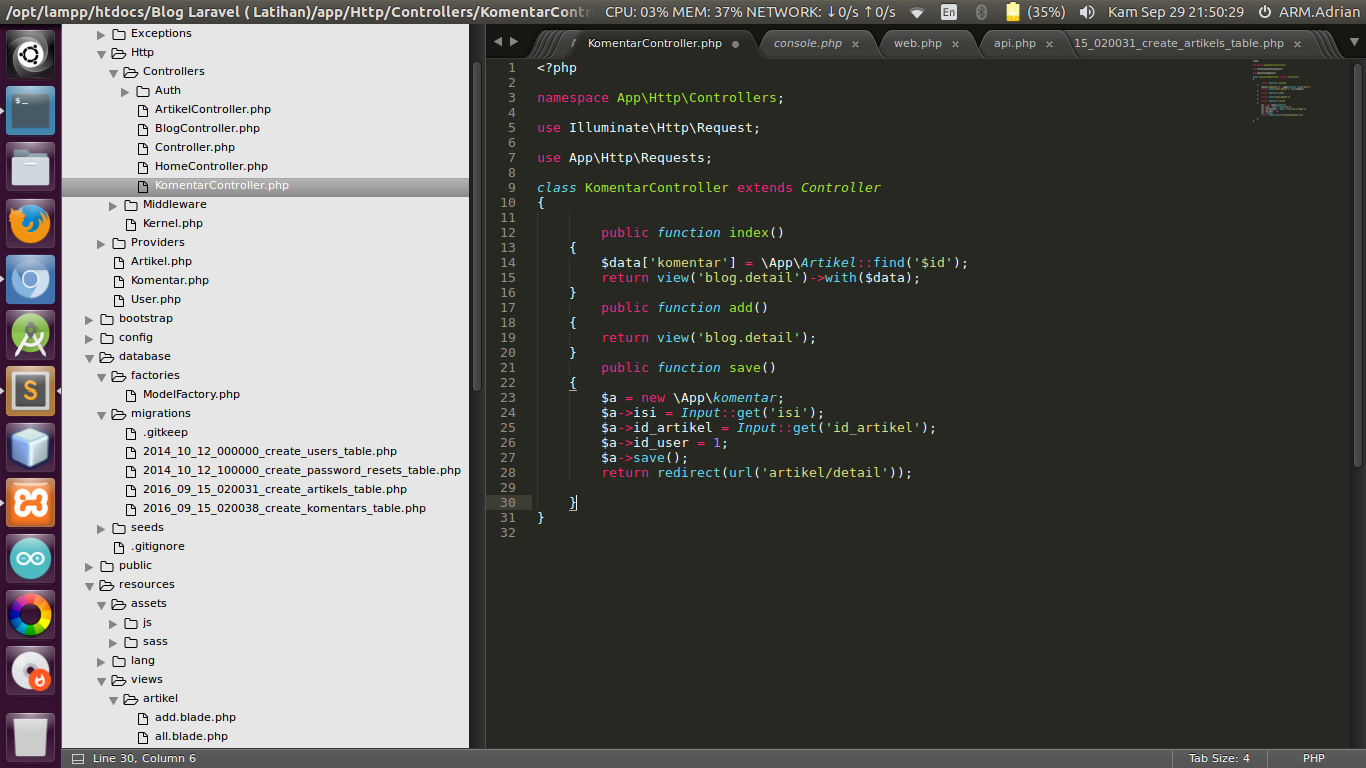 /opt/lampp/htdocs/Blog Laravel ( Latihan)/app/Http/Controllers/KomentarContr
CPU: 03% MEM: 37% NETWORK: ↓0/s ↑0/s
En
(35%)
Kam Sep 29 21:50:29
ARM.Adrian
Exceptions
Http
Controllers
Auth
ArtikelController.php
BlogController.php
Controller.php
HomeController.php
KomentarController.php
Middleware
Kernel.php
Providers
Artikel.php
Komentar.php
User.php
bootstrap
config
database
factories
ModelFactory.php
migrations
.gitkeep
2014_10_12_000000_create_users_table.php
2014_10_12_100000_create_password_resets_table.php
2016_09_15_020031_create_artikels_table.php
2016_09_15_020038_create_komentars_table.php
seeds
.gitignore
public
resources
assets
js
sass
lang
views
artikel
add.blade.php
all.blade.php
KomentarController.php
console.php
web.php
api.php
15_020031_create_artikels_table.php
1 <?php
2
3 namespace App\Http\Controllers;
4
5 use Illuminate\Http\Request;
6
7 use App\Http\Requests;
8
9 class KomentarController extends Controller
10 {
11
12         public function index()
13     {
14         $data['komentar'] = \App\Artikel::find('$id');
15         return view('blog.detail')->with($data);
16     }
17         public function add()
18     {
19         return view('blog.detail');
20     }
21         public function save()
22     {
23         $a = new \App\komentar;
24         $a->isi = Input::get('isi');
25         $a->id_artikel = Input::get('id_artikel');
26         $a->id_user = 1;
27         $a->save();
28         return redirect(url('artikel/detail'));
29
30     }
31 }
32
Line 30, Column 6
Tab Size: 4
PHP